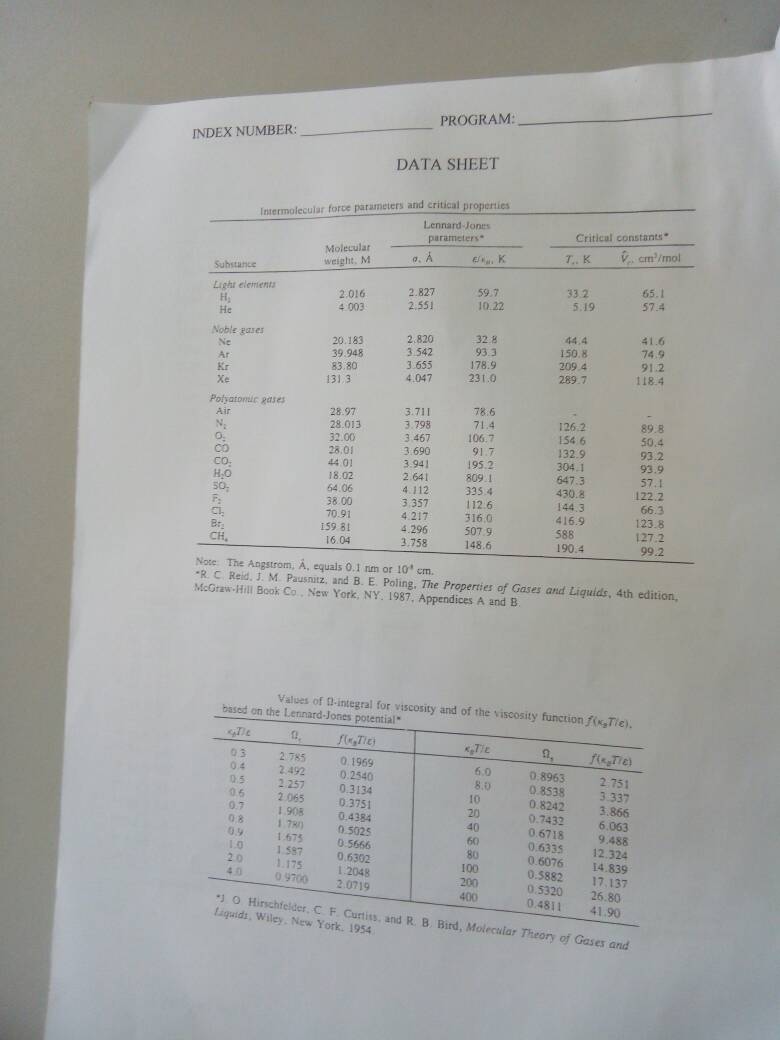 INDEX NUMBER: ____________ PROGRAM: ____________
DATA SHEET
Intermolecular force parameters and critical properties
Lennard-Jones
parameters* Critical constants*
Molecular
Substance weight, M σ, Å ε/κB, K Tc, K V̂c, cm³/mol
Light elements
H₂ 2.016 2.827 59.7 33.2 65.1
He 4.003 2.551 10.22 5.19 57.4
Noble gases
Ne 20.183 2.820 32.8 44.4 41.6
Ar 39.948 3.542 93.3 150.8 74.9
Kr 83.80 3.655 178.9 209.4 91.2
Xe 131.3 4.047 231.0 289.7 118.4
Polyatomic gases
Air 28.97 3.711 78.6 - -
N₂ 28.013 3.798 71.4 126.2 89.8
O₂ 32.00 3.467 106.7 154.6 50.4
CO 28.01 3.690 91.7 132.9 93.2
CO₂ 44.01 3.941 195.2 304.1 93.9
H₂O 18.02 2.641 809.1 647.3 57.1
SO₂ 64.06 4.112 335.4 430.8 122.2
F₂ 38.00 3.357 112.6 144.3 66.3
Cl₂ 70.91 4.217 316.0 416.9 123.8
Br₂ 159.81 4.296 507.9 588 127.2
CH₄ 16.04 3.758 148.6 190.4 99.2
Note: The Angstrom, Å, equals 0.1 nm or 10⁻⁸ cm.
*R. C. Reid, J. M. Pausnitz, and B. E. Poling, The Properties of Gases and Liquids, 4th edition,
McGraw-Hill Book Co., New York, NY, 1987, Appendices A and B.
Values of Ω-integral for viscosity and of the viscosity function f(κBT/ε),
based on the Lennard-Jones potential*
κBT/ε Ω, f(κBT/ε) κBT/ε Ω, f(κBT/ε)
0.3 2.785 0.1969 6.0 0.8963 2.751
0.4 2.492 0.2540 8.0 0.8538 3.337
0.5 2.257 0.3134 10 0.8242 3.866
0.6 2.065 0.3751 20 0.7432 6.063
0.7 1.908 0.4384 40 0.6718 9.488
0.8 1.780 0.5025 60 0.6335 12.324
0.9 1.675 0.5666 80 0.6076 14.839
1.0 1.587 0.6302 100 0.5882 17.137
2.0 1.175 1.2048 200 0.5320 26.80
4.0 0.9700 2.0719 400 0.4811 41.90
*J. O. Hirschfelder, C. F. Curtiss, and R. B. Bird, Molecular Theory of Gases and
Liquids, Wiley, New York, 1954.